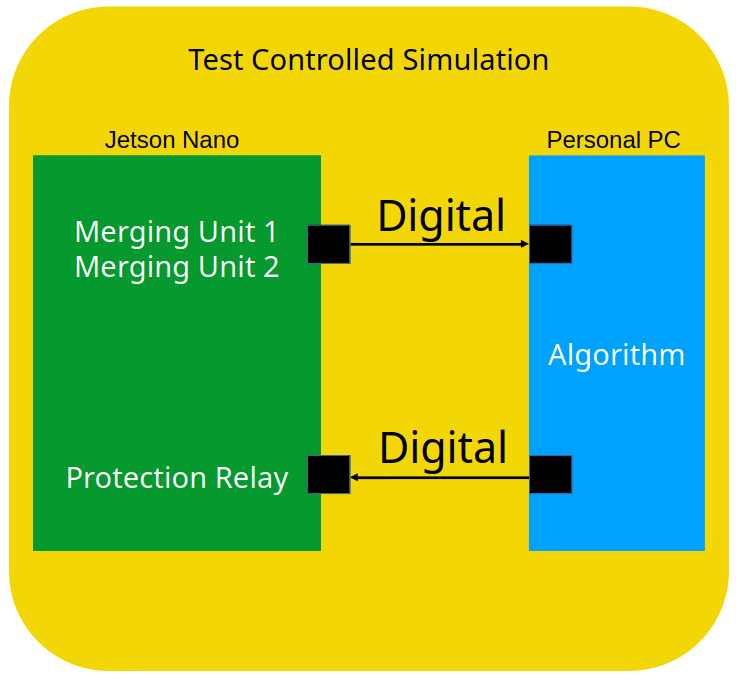 Test Controlled Simulation
Jetson Nano
Personal PC
Merging Unit 1
Merging Unit 2
Digital
Algorithm
Digital
Protection Relay